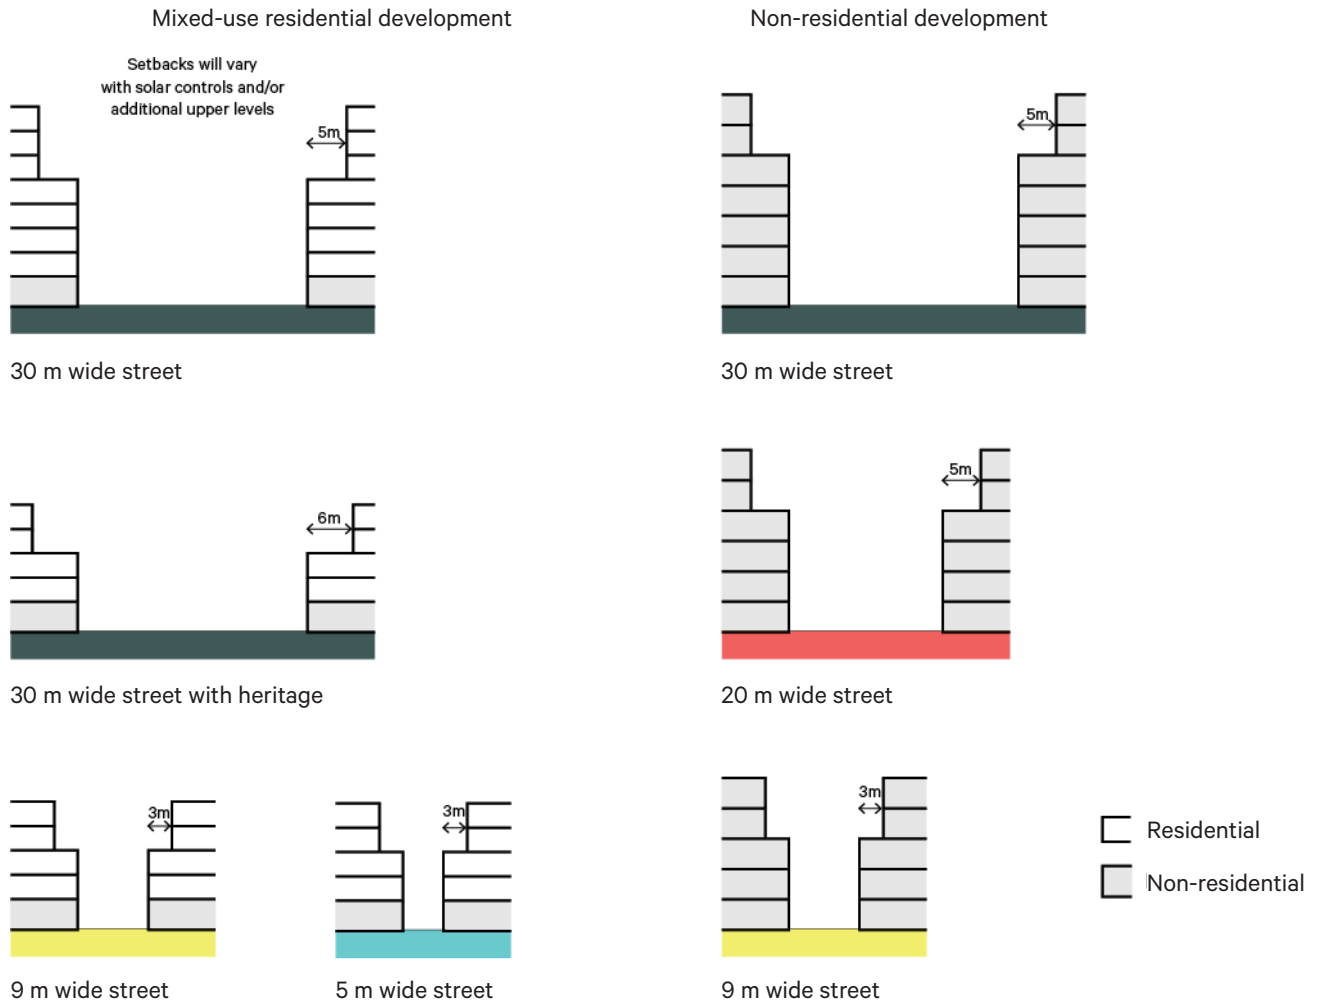 Mixed-use residential development
Non-residential development
Setbacks will vary
with solar controls and/or
additional upper levels
5m
5m
30 m wide street
30 m wide street
6m
5m
30 m wide street with heritage
20 m wide street
3m
3m
3m
Residential
Non-residential
9 m wide street
5 m wide street
9 m wide street